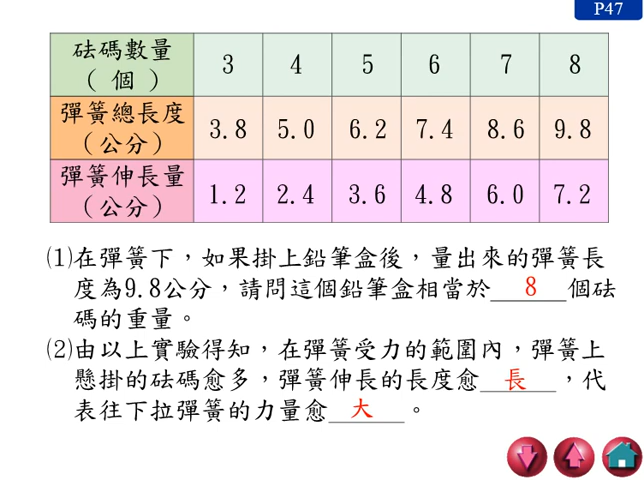 P47
砝碼數量（個） 3 4 5 6 7 8
彈簧總長度（公分） 3.8 5.0 6.2 7.4 8.6 9.8
彈簧伸長量（公分） 1.2 2.4 3.6 4.8 6.0 7.2
⑴在彈簧下，如果掛上鉛筆盒後，量出來的彈簧長
度為9.8公分，請問這個鉛筆盒相當於 8 個砝
碼的重量。
⑵由以上實驗得知，在彈簧受力的範圍內，彈簧上
懸掛的砝碼愈多，彈簧伸長的長度愈 長 ，代
表往下拉彈簧的力量愈 大 。